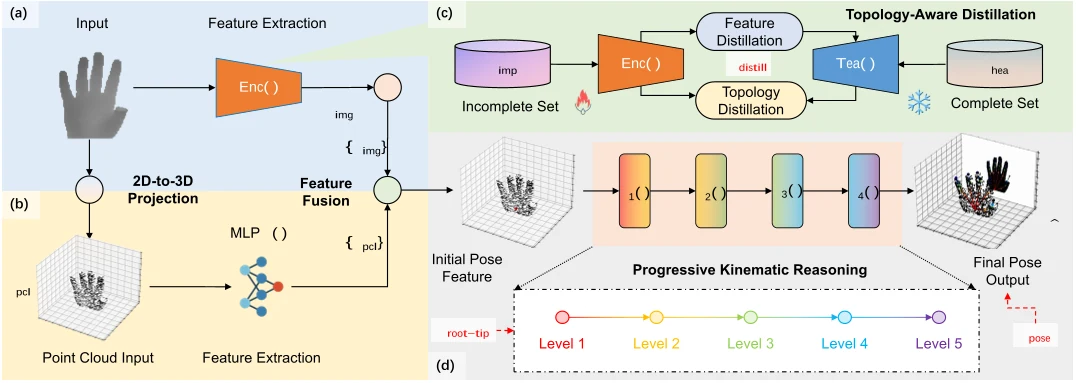 (a)
Input
Feature Extraction
Enc()
img
{ img}
2D-to-3D
Projection
Feature
Fusion
(b)
MLP ()
{ pcl}
pcl
Point Cloud Input
Feature Extraction
(c)
Topology-Aware Distillation
imp
Incomplete Set
Enc()
Feature
Distillation
distill
Topology
Distillation
Tea()
hea
Complete Set
Initial Pose
Feature
1()
2()
3()
4()
^
Final Pose
Output
Progressive Kinematic Reasoning
root-tip
Level 1
Level 2
Level 3
Level 4
Level 5
pose
(d)